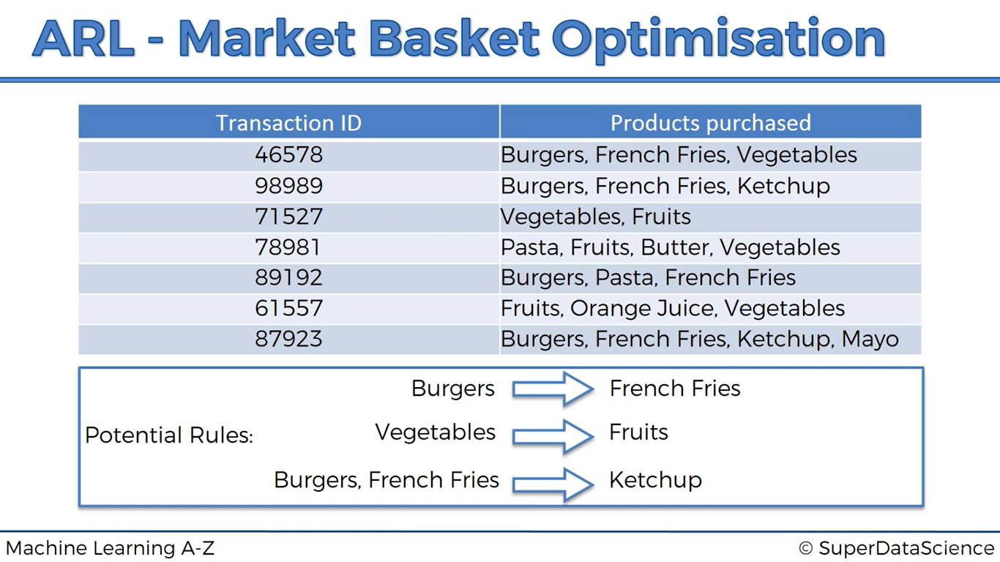 ARL - Market Basket Optimisation
Transaction ID Products purchased
46578 Burgers, French Fries, Vegetables
98989 Burgers, French Fries, Ketchup
71527 Vegetables, Fruits
78981 Pasta, Fruits, Butter, Vegetables
89192 Burgers, Pasta, French Fries
61557 Fruits, Orange Juice, Vegetables
87923 Burgers, French Fries, Ketchup, Mayo
Potential Rules:
Burgers French Fries
Vegetables Fruits
Burgers, French Fries Ketchup
Machine Learning A-Z © SuperDataScience